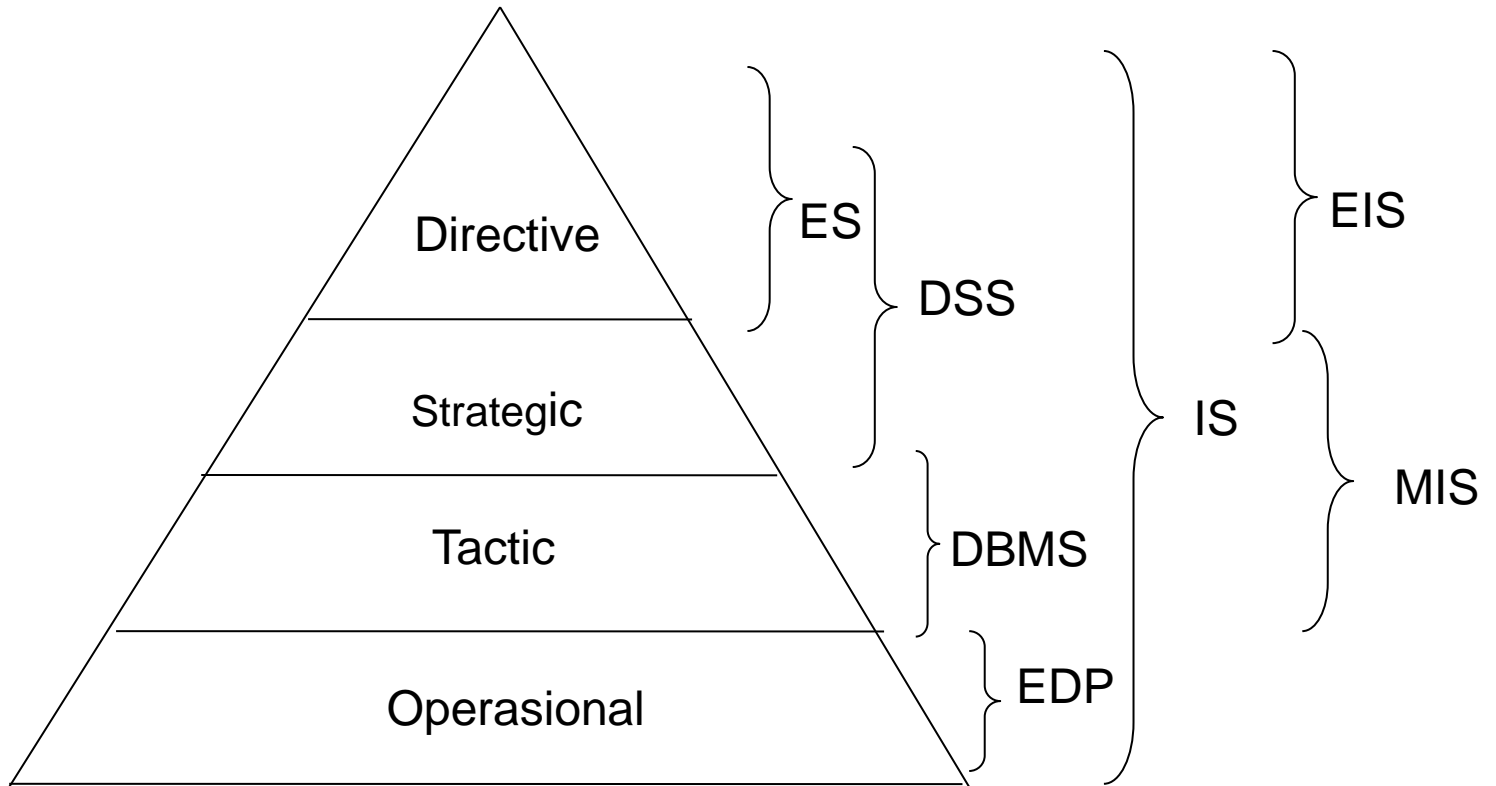 Directive
ES
EIS
DSS
Strategic
IS
MIS
Tactic
DBMS
EDP
Operasional